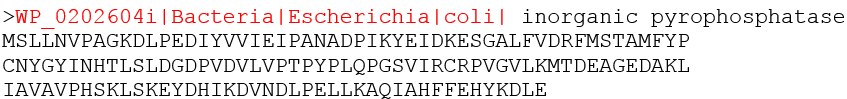 >WP_0202604i|Bacteria|Escherichia|coli| inorganic pyrophosphatase
MSLLNVPAGKDLPEDIYVVIEIPANADPIKYEIDKESGALFVDRFMSTAMFYP
CNYGYINHTLSLDGDPVDVLVPTPYPLQPGSVIRCRPVGVLKMTDEAGEDAKL
IAVAVPHSKLSKEYDHIKDVNDLPELLKAQIAHFFEHYKDLE